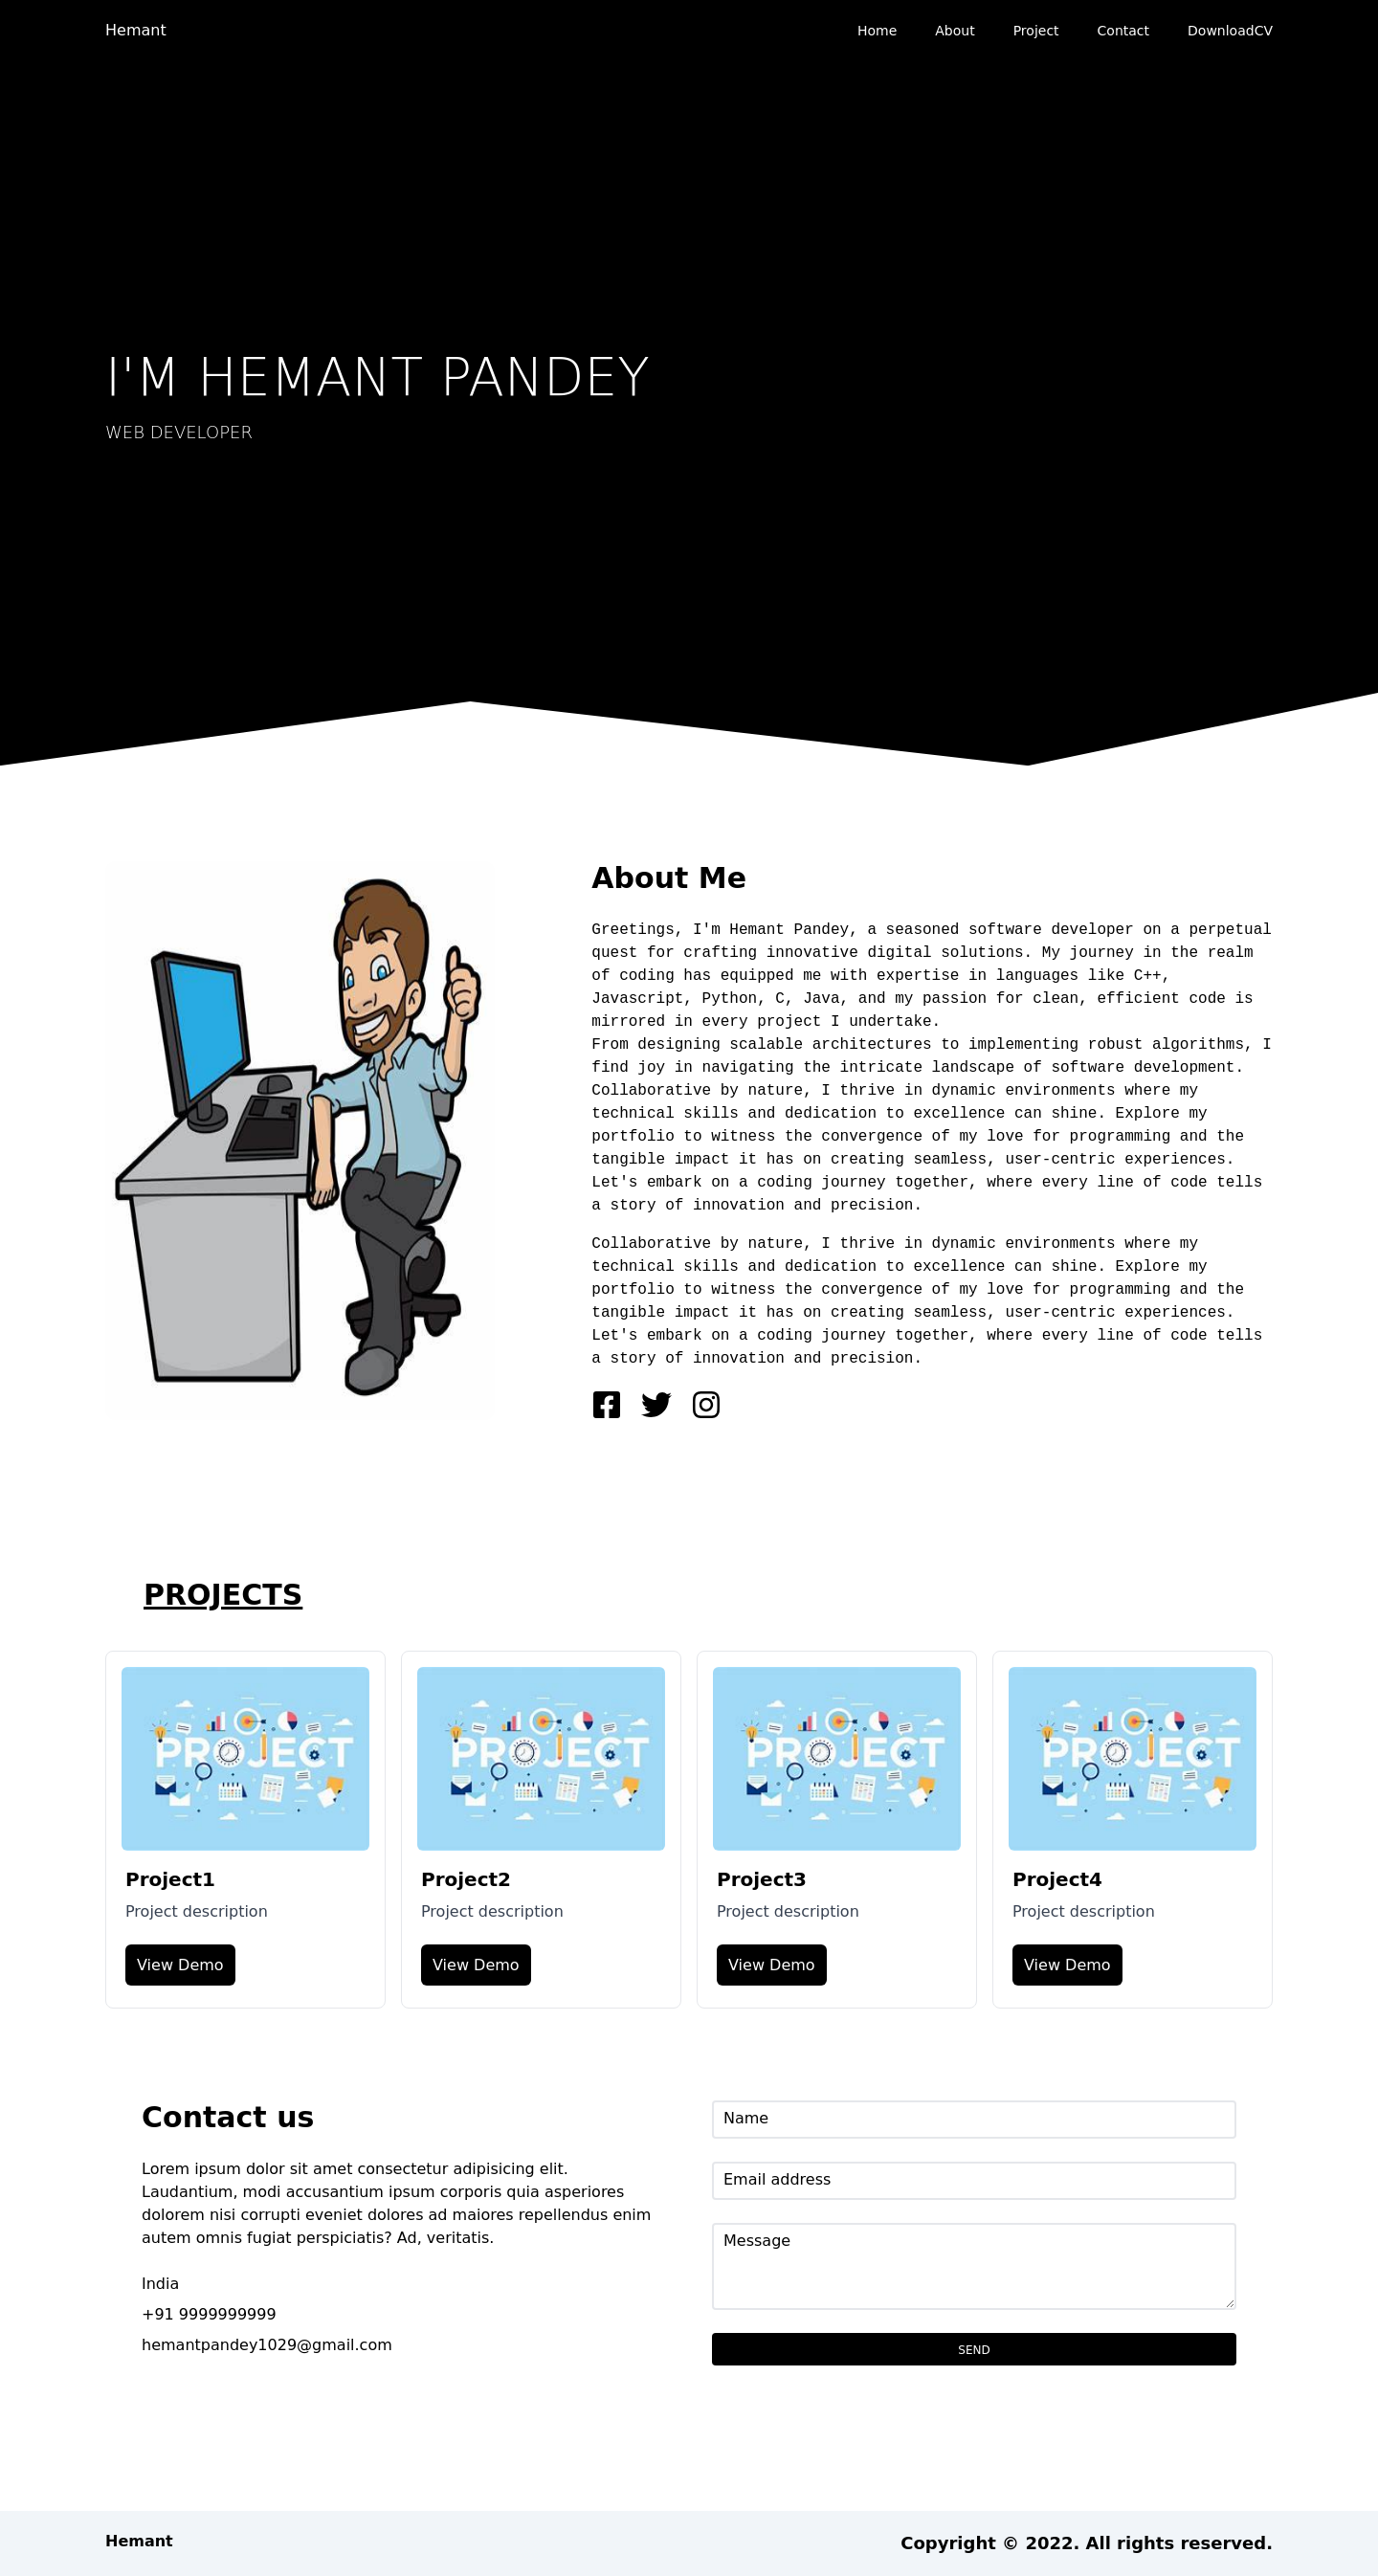 Hemant
Home
About
Project
Contact
DownloadCV
I'M HEMANT PANDEY
WEB DEVELOPER
About Me
Greetings, I'm Hemant Pandey, a seasoned software developer on a perpetual
quest for crafting innovative digital solutions. My journey in the realm
of coding has equipped me with expertise in languages like C++,
Javascript, Python, C, Java, and my passion for clean, efficient code is
mirrored in every project I undertake.
From designing scalable architectures to implementing robust algorithms, I
find joy in navigating the intricate landscape of software development.
Collaborative by nature, I thrive in dynamic environments where my
technical skills and dedication to excellence can shine. Explore my
portfolio to witness the convergence of my love for programming and the
tangible impact it has on creating seamless, user-centric experiences.
Let's embark on a coding journey together, where every line of code tells
a story of innovation and precision.
Collaborative by nature, I thrive in dynamic environments where my
technical skills and dedication to excellence can shine. Explore my
portfolio to witness the convergence of my love for programming and the
tangible impact it has on creating seamless, user-centric experiences.
Let's embark on a coding journey together, where every line of code tells
a story of innovation and precision.
PROJECTS
PROJECT
Project1
Project description
View Demo
PROJECT
Project2
Project description
View Demo
PROJECT
Project3
Project description
View Demo
PROJECT
Project4
Project description
View Demo
Contact us
Lorem ipsum dolor sit amet consectetur adipisicing elit.
Laudantium, modi accusantium ipsum corporis quia asperiores
dolorem nisi corrupti eveniet dolores ad maiores repellendus enim
autem omnis fugiat perspiciatis? Ad, veritatis.
India
+91 9999999999
hemantpandey1029@gmail.com
Name
Email address
Message
SEND
Hemant
Copyright © 2022. All rights reserved.